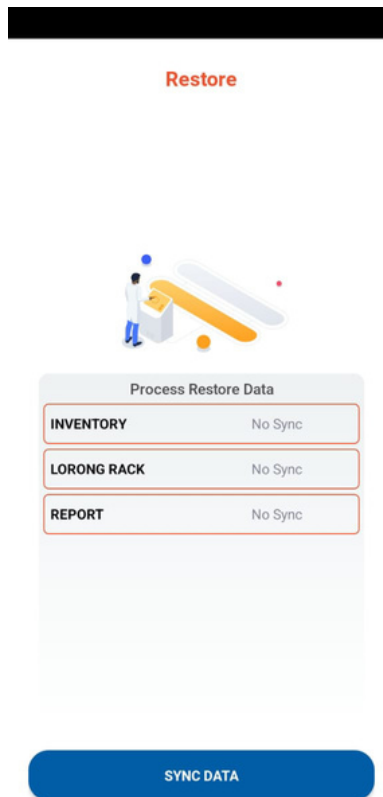 Restore
Process Restore Data
INVENTORY No Sync
LORONG RACK No Sync
REPORT No Sync
SYNC DATA